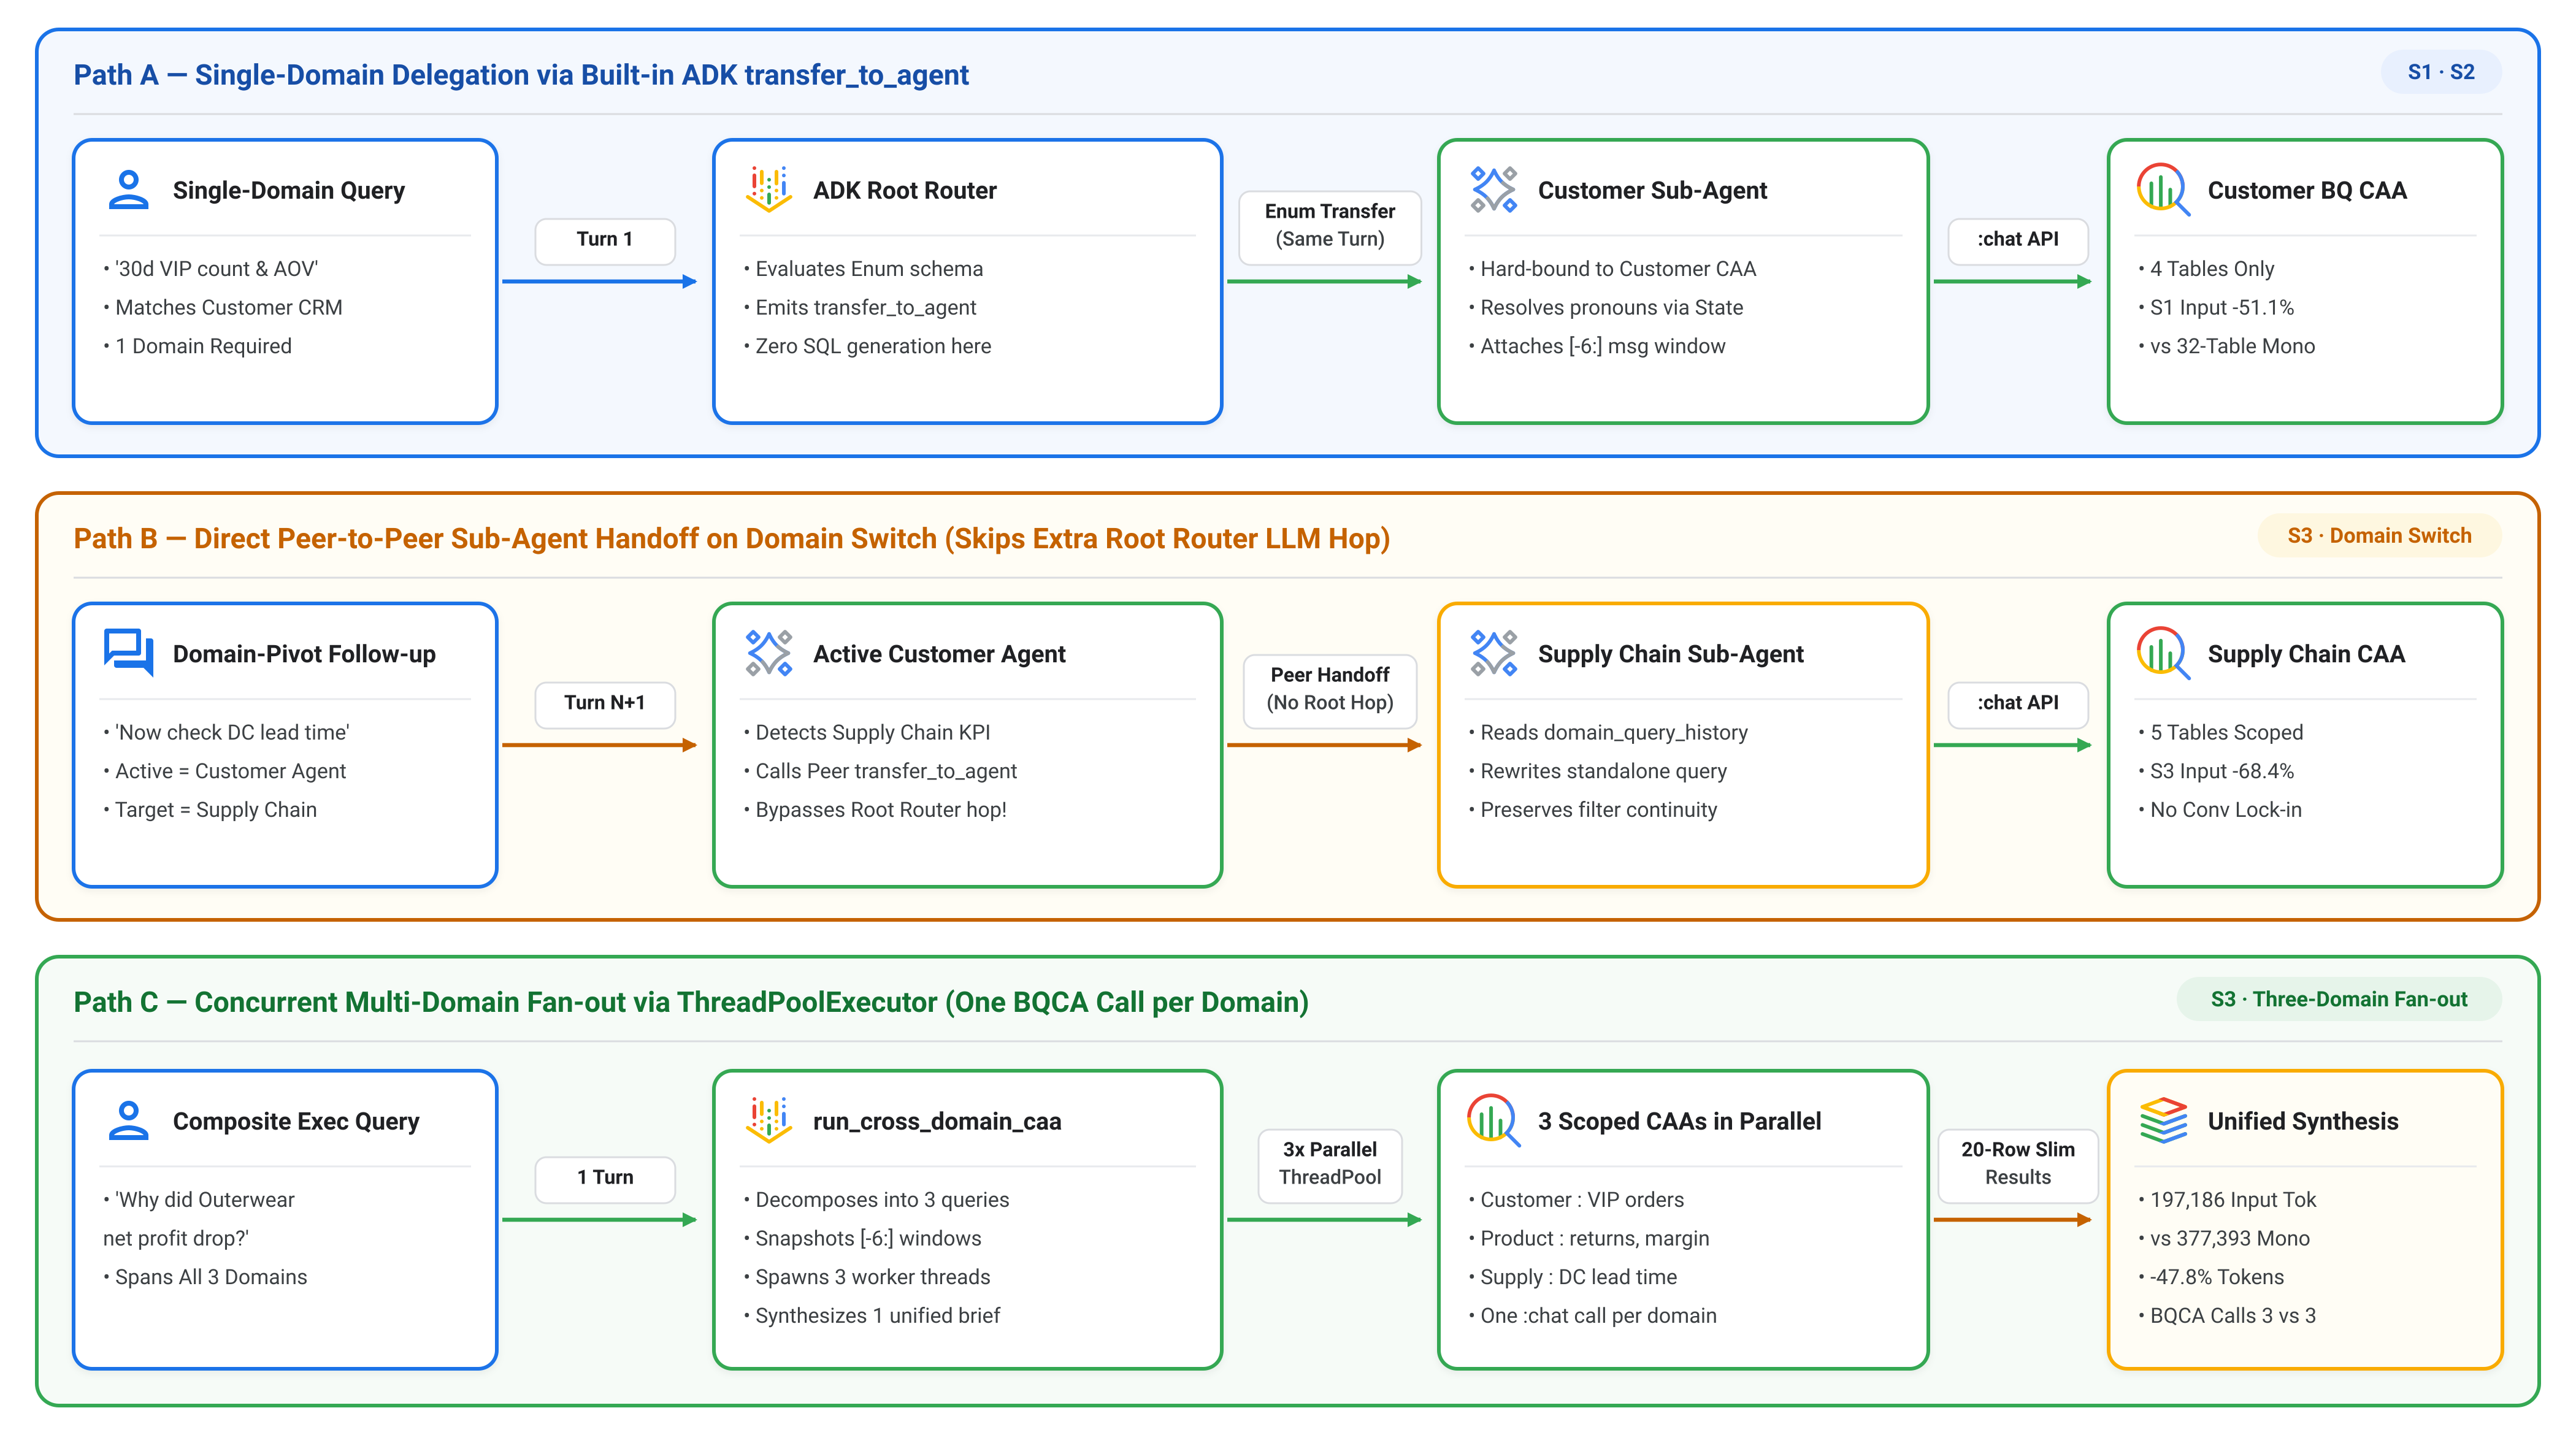 Path A — Single-Domain Delegation via Built-in ADK transfer_to_agent
S1 · S2
Single-Domain Query
• '30d VIP count & AOV'
• Matches Customer CRM
• 1 Domain Required
Turn 1
ADK Root Router
• Evaluates Enum schema
• Emits transfer_to_agent
• Zero SQL generation here
Enum Transfer
(Same Turn)
Customer Sub-Agent
• Hard-bound to Customer CAA
• Resolves pronouns via State
• Attaches [-6:] msg window
:chat API
Customer BQ CAA
• 4 Tables Only
• S1 Input -51.1%
• vs 32-Table Mono
Path B — Direct Peer-to-Peer Sub-Agent Handoff on Domain Switch (Skips Extra Root Router LLM Hop)
S3 · Domain Switch
Domain-Pivot Follow-up
• 'Now check DC lead time'
• Active = Customer Agent
• Target = Supply Chain
Turn N+1
Active Customer Agent
• Detects Supply Chain KPI
• Calls Peer transfer_to_agent
• Bypasses Root Router hop!
Peer Handoff
(No Root Hop)
Supply Chain Sub-Agent
• Reads domain_query_history
• Rewrites standalone query
• Preserves filter continuity
:chat API
Supply Chain CAA
• 5 Tables Scoped
• S3 Input -68.4%
• No Conv Lock-in
Path C — Concurrent Multi-Domain Fan-out via ThreadPoolExecutor (One BQCA Call per Domain)
S3 · Three-Domain Fan-out
Composite Exec Query
• 'Why did Outerwear
net profit drop?'
• Spans All 3 Domains
1 Turn
run_cross_domain_caa
• Decomposes into 3 queries
• Snapshots [-6:] windows
• Spawns 3 worker threads
• Synthesizes 1 unified brief
3x Parallel
ThreadPool
3 Scoped CAAs in Parallel
• Customer : VIP orders
• Product : returns, margin
• Supply : DC lead time
• One :chat call per domain
20-Row Slim
Results
Unified Synthesis
• 197,186 Input Tok
• vs 377,393 Mono
• -47.8% Tokens
• BQCA Calls 3 vs 3